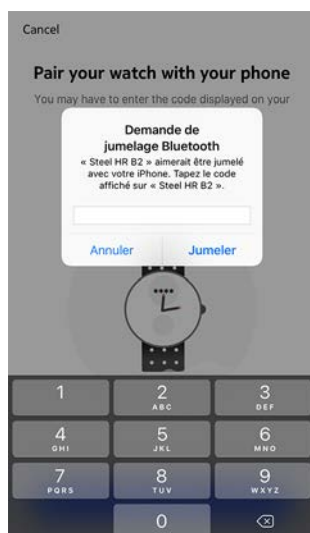 Cancel
Pair your watch with your phone
You may have to enter the code displayed on your
Demande de
jumelage Bluetooth
« Steel HR B2 » aimerait être jumelé
avec votre iPhone. Tapez le
code
affiché sur « Steel HR B2 ».
Annuler Jumeler
1 2 3
ABC DEF
4 5 6
GHI JKL MNO
7 8 9
PQRS TUV WXYZ
0